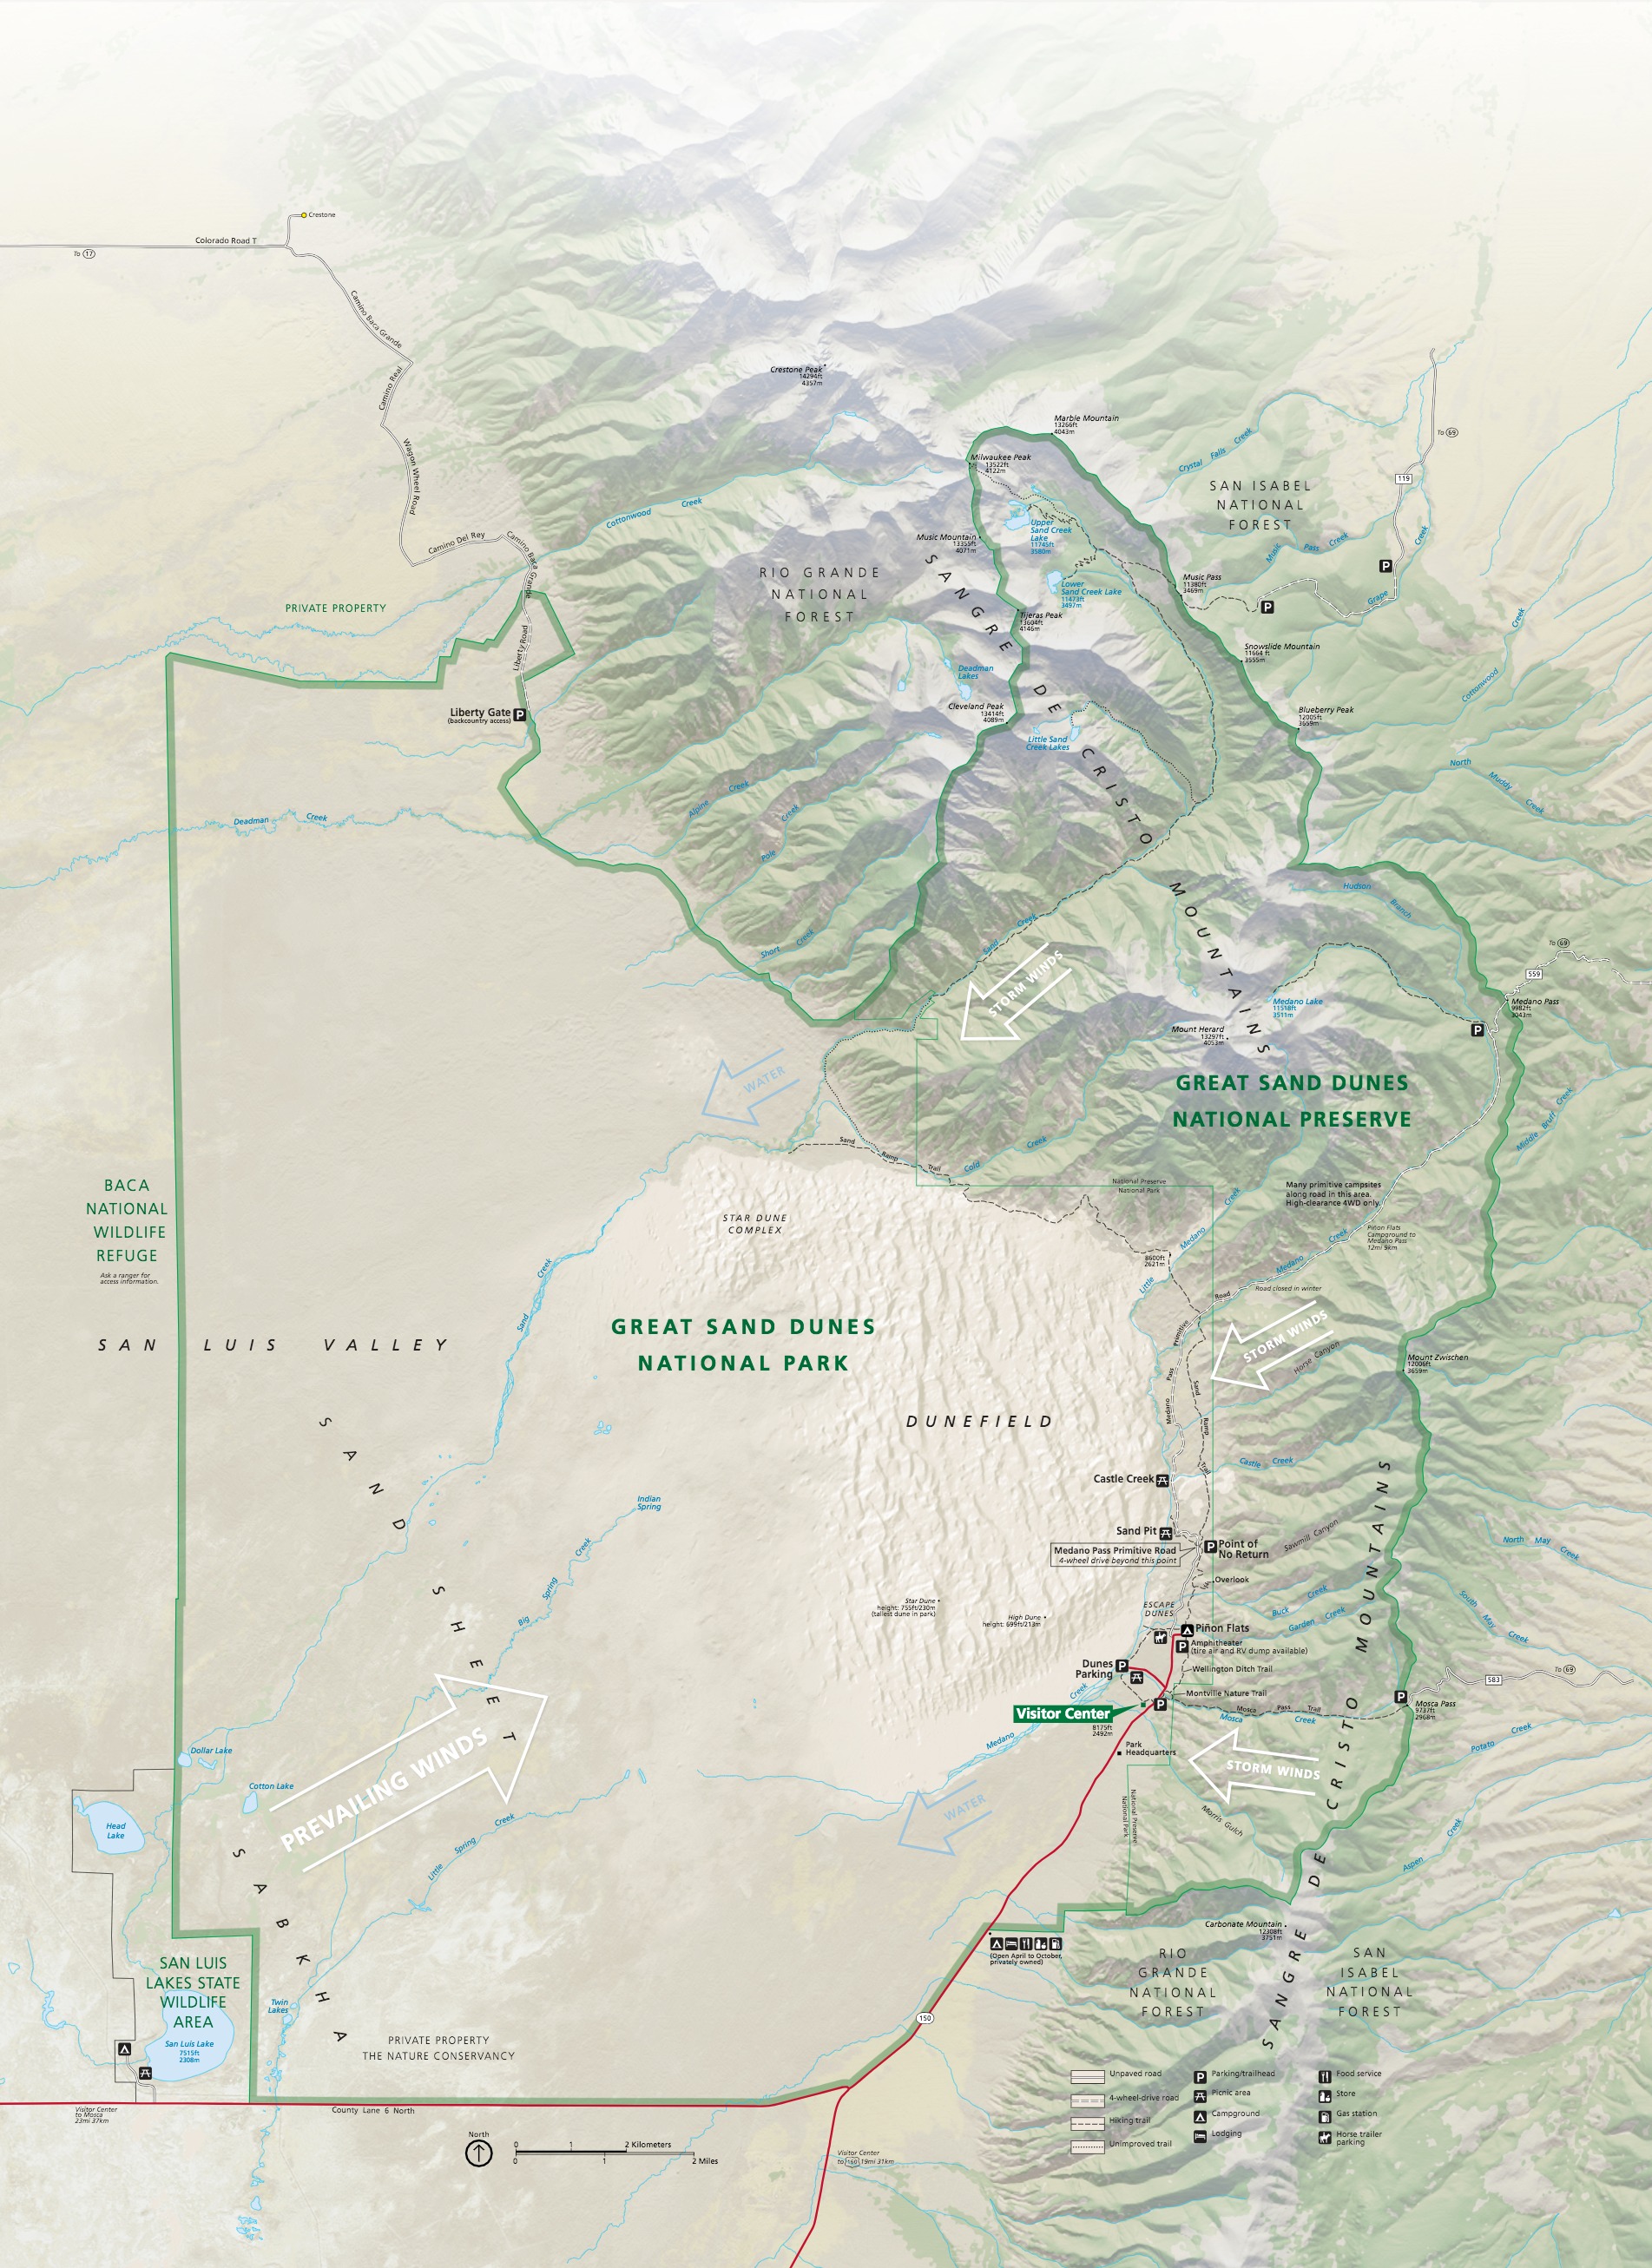 Crestone
Colorado Road T
To 17
Camino Baca Grande
Camino Real
Wagon Wheel Road
Camino Del Rey
Camino Baca Grande
Crestone Peak
14294ft
4357m
Marble Mountain
13266ft
4043m
Milwaukee Peak
13522ft
4122m
Crystal Falls Creek
To 69
119
SAN ISABEL
NATIONAL
FOREST
Cottonwood Creek
Upper
Sand Creek
Lake
11745ft
3580m
Music Mountain
13355ft
4071m
Music Pass Creek
Creek
RIO GRANDE
NATIONAL
FOREST
SANGRE DE CRISTO MOUNTAINS
Lower
Sand Creek Lake
11473ft
3497m
Music Pass
11380ft
3469m
P
P
Grape
PRIVATE PROPERTY
Tijeras Peak
13604ft
4146m
Creek
Cottonwood
Snowslide Mountain
11664 ft
3555m
Liberty Road
Deadman
Lakes
Liberty Gate
(backcountry access)
P
Cleveland Peak
13414ft
4089m
Blueberry Peak
12005ft
3659m
Little Sand
Creek Lakes
North Muddy Creek
Alpine Creek
Pole Creek
Deadman Creek
Hudson Branch
Short Creek
Sand Creek
STORM WINDS
To 69
559
Medano Lake
11518ft
3511m
Medano Pass
9982ft
3043m
Mount Herard
13297ft
4053m
P
WATER
GREAT SAND DUNES
NATIONAL PRESERVE
Middle Bruff Creek
Sand Ramp Trail
Cold Creek
National Preserve
National Park
Many primitive campsites
along road in this area.
High-clearance 4WD only.
BACA
NATIONAL
WILDLIFE
REFUGE
Ask a ranger for
access information.
STAR DUNE
COMPLEX
Piñon Flats
Campground to
Medano Pass
12mi 9km
Little Medano Creek
8600ft
2621m
Medano Creek
Road closed in winter
Sand Creek
Medano Pass Primitive Road
STORM WINDS
Horse Canyon
GREAT SAND DUNES
NATIONAL PARK
SAN LUIS VALLEY
Mount Zwischen
12006ft
3659m
Sand Ramp Trail
DUNEFIELD
SAND SHEET
Castle Creek
Castle Creek
Indian
Spring
Sand Pit
Medano Pass Primitive Road
4-wheel drive beyond this point
P
Point of
No Return
Sawmill Canyon
North May Creek
Big Spring Creek
Overlook
Star Dune
height: 755ft/230m
(tallest dune in park)
High Dune
height: 699ft/213m
ESCAPE
DUNES
Buck Creek
Garden Creek
South May Creek
Piñon Flats
P
Amphitheater
(tire air and RV dump available)
Dunes
Parking
P
Wellington Ditch Trail
583
To 69
Montville Nature Trail
Visitor Center
8175ft
2492m
P
Mosca Pass Trail
Mosca Creek
P
Mosca Pass
9737ft
2968m
Medano Creek
Park
Headquarters
STORM WINDS
SANGRE DE CRISTO MOUNTAINS
Potato Creek
Dollar Lake
Cotton Lake
PREVAILING WINDS
WATER
National Preserve
National Park
Morris Gulch
Head
Lake
Little Spring Creek
Aspen Creek
SABKHA
Carbonate Mountain
12308ft
3751m
(Open April to October,
privately owned)
SAN LUIS
LAKES STATE
WILDLIFE
AREA
RIO
GRANDE
NATIONAL
FOREST
SAN
ISABEL
NATIONAL
FOREST
Twin
Lakes
San Luis Lake
7515ft
2308m
150
PRIVATE PROPERTY
THE NATURE CONSERVANCY
Visitor Center
to Mosca
23mi 37km
County Lane 6 North
North
0 1 2 Kilometers
0 1 2 Miles
Visitor Center
to 160 19mi 31km
Unpaved road
4-wheel-drive road
Hiking trail
Unimproved trail
P Parking/trailhead
Picnic area
Campground
Lodging
Food service
Store
Gas station
Horse trailer
parking